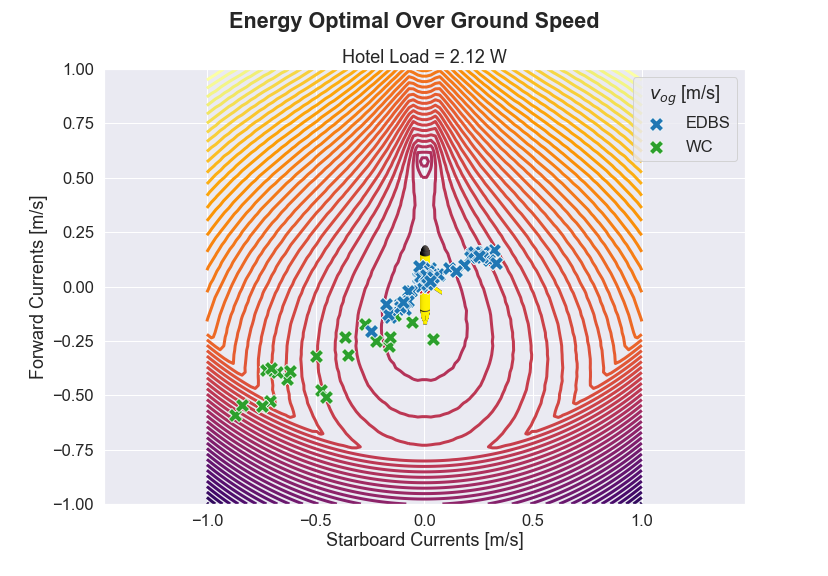 Energy Optimal Over Ground Speed
Hotel Load = 2.12 W
1.00
0.75
0.50
0.25
0.00
−0.25
−0.50
−0.75
−1.00
Forward Currents [m/s]
v_og [m/s]
EDBS
WC
−1.0
−0.5
0.0
0.5
1.0
Starboard Currents [m/s]